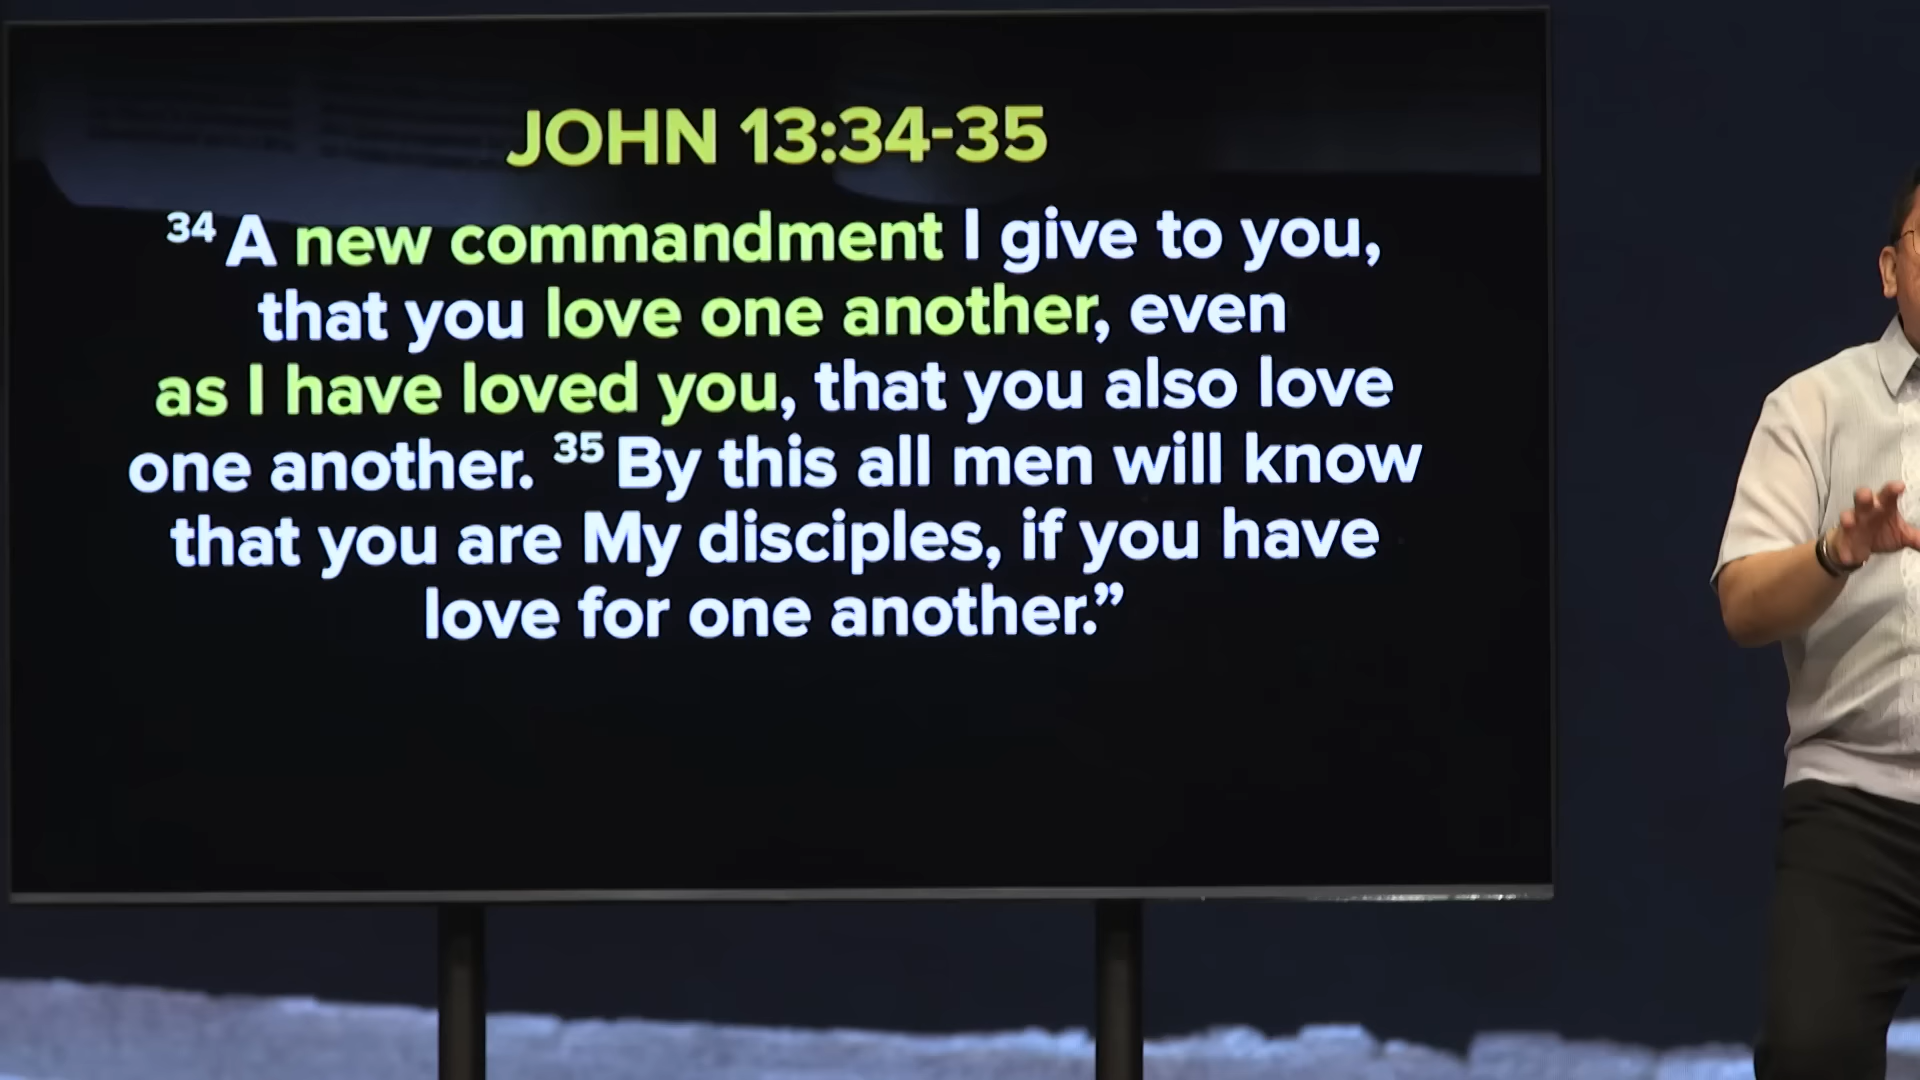 JOHN 13:34-35
34 A new commandment I give to you,
that you love one another, even
as I have loved you, that you also love
one another. 35 By this all men will know
that you are My disciples, if you have
love for one another.”